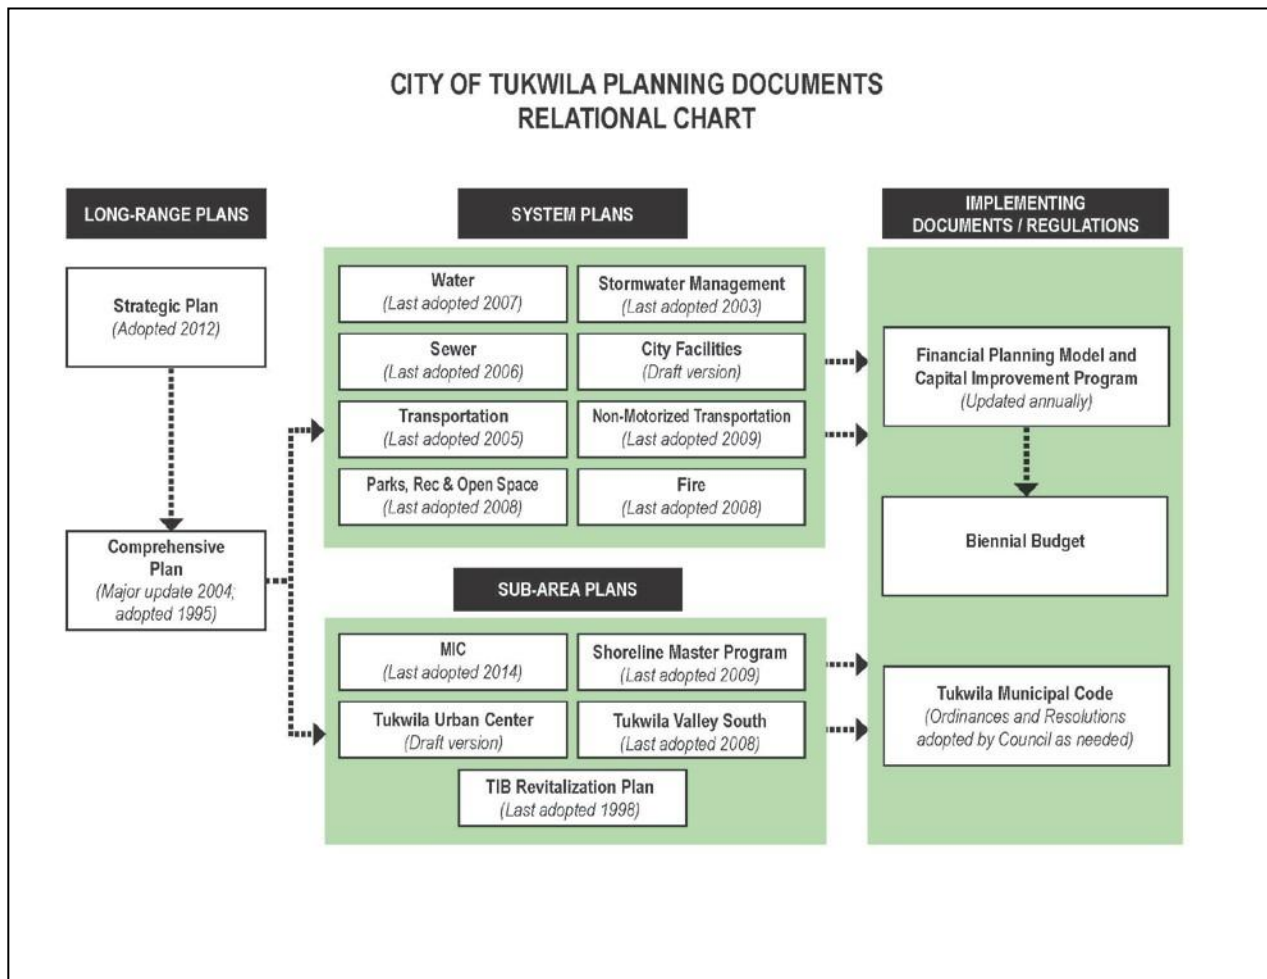 CITY OF TUKWILA PLANNING DOCUMENTS
RELATIONAL CHART
LONG-RANGE PLANS
Strategic Plan
(Adopted 2012)
Comprehensive
Plan
(Major update 2004;
adopted 1995)
SYSTEM PLANS
Water
(Last adopted 2007)
Stormwater Management
(Last adopted 2003)
Sewer
(Last adopted 2006)
City Facilities
(Draft version)
Transportation
(Last adopted 2005)
Non-Motorized Transportation
(Last adopted 2009)
Parks, Rec & Open Space
(Last adopted 2008)
Fire
(Last adopted 2008)
SUB-AREA PLANS
MIC
(Last adopted 2014)
Shoreline Master Program
(Last adopted 2009)
Tukwila Urban Center
(Draft version)
Tukwila Valley South
(Last adopted 2008)
TIB Revitalization Plan
(Last adopted 1998)
IMPLEMENTING
DOCUMENTS / REGULATIONS
Financial Planning Model and
Capital Improvement Program
(Updated annually)
Biennial Budget
Tukwila Municipal Code
(Ordinances and Resolutions
adopted by Council as needed)